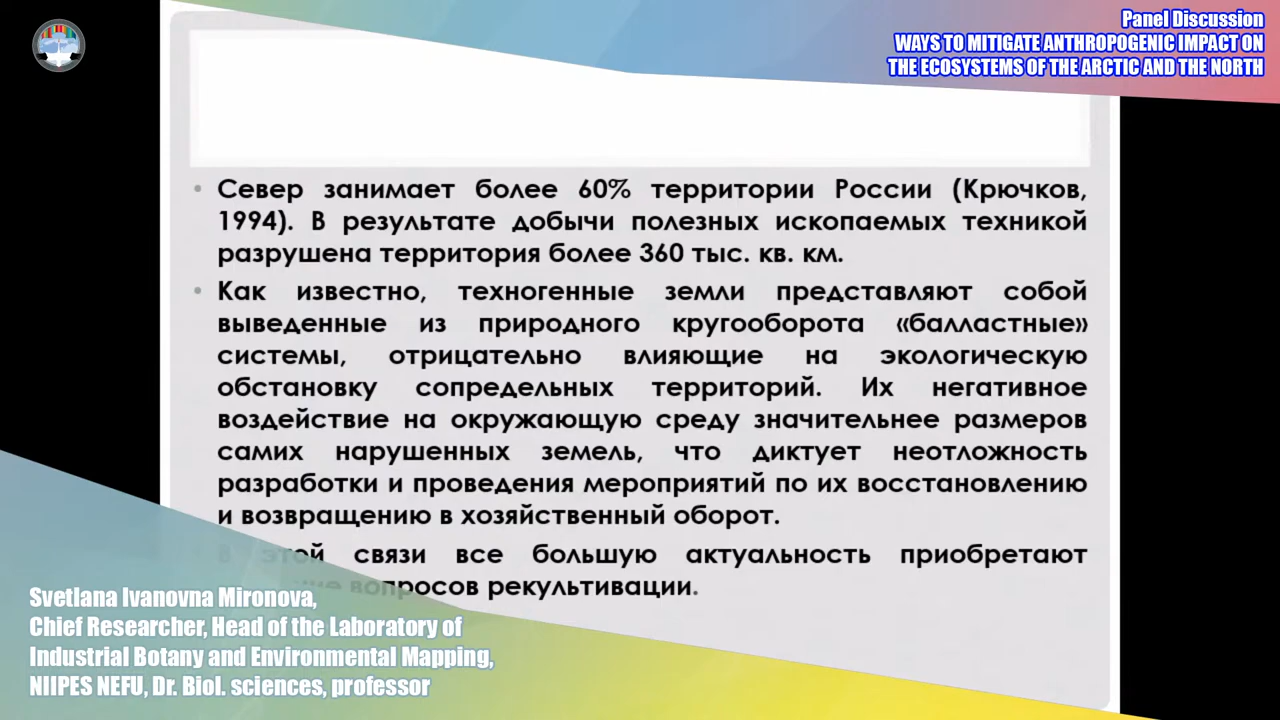 Panel Discussion
WAYS TO MITIGATE ANTHROPOGENIC IMPACT ON
THE ECOSYSTEMS OF THE ARCTIC AND THE NORTH
• Север занимает более 60% территории России (Крючков,
1994). В результате добычи полезных ископаемых техникой
разрушена территория более 360 тыс. кв. км.
• Как известно, техногенные земли представляют собой
выведенные из природного кругооборота «балластные»
системы, отрицательно влияющие на экологическую
обстановку сопредельных территорий. Их негативное
воздействие на окружающую среду значительнее размеров
самих нарушенных земель, что диктует неотложность
разработки и проведения мероприятий по их восстановлению
и возвращению в хозяйственный оборот.
В этой связи все большую актуальность приобретают
вопросов рекультивации.
Svetlana Ivanovna Mironova,
Chief Researcher, Head of the Laboratory of
Industrial Botany and Environmental Mapping,
NIIPES NEFU, Dr. Biol. sciences, professor